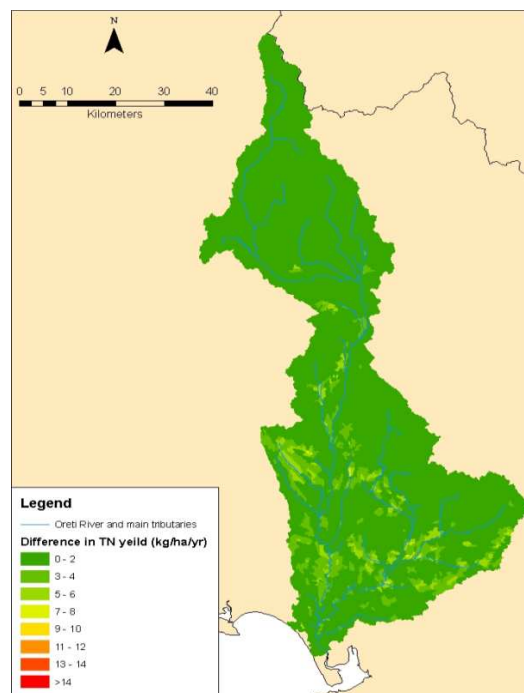 N
0 5 10 20 30 40
Kilometers
Legend
Oreti River and main tributaries
Difference in TN yeild (kg/ha/yr)
0 - 2
3 - 4
5 - 6
7 - 8
9 - 10
11 - 12
13 - 14
>14